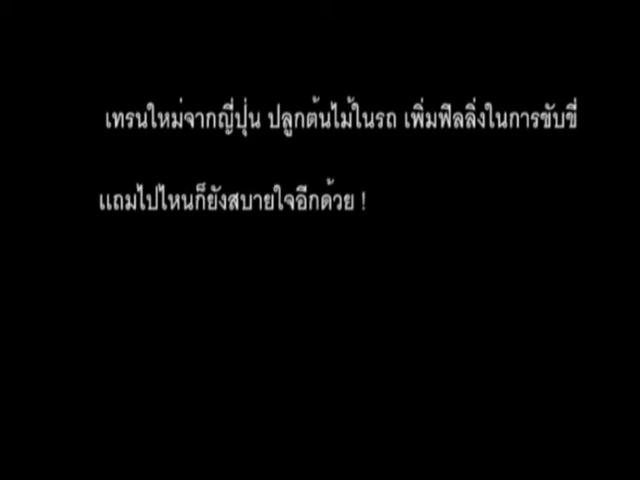 เทรนใหม่จากญี่ปุ่น ปลูกต้นไม้ในรถ เพิ่มฟีลลิ่งในการขับขี่
แถมไปไหนก็ยังสบายใจอีกด้วย !